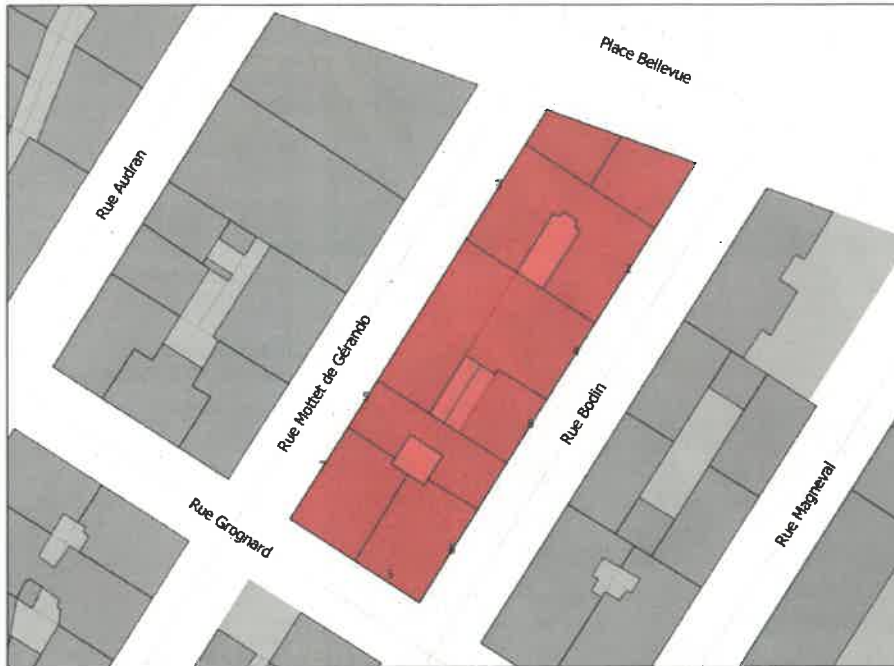 Place Bellevue
Rue Audran
Rue Mottet de Gérando
Rue Bodin
Rue Magneval
Rue Grognard